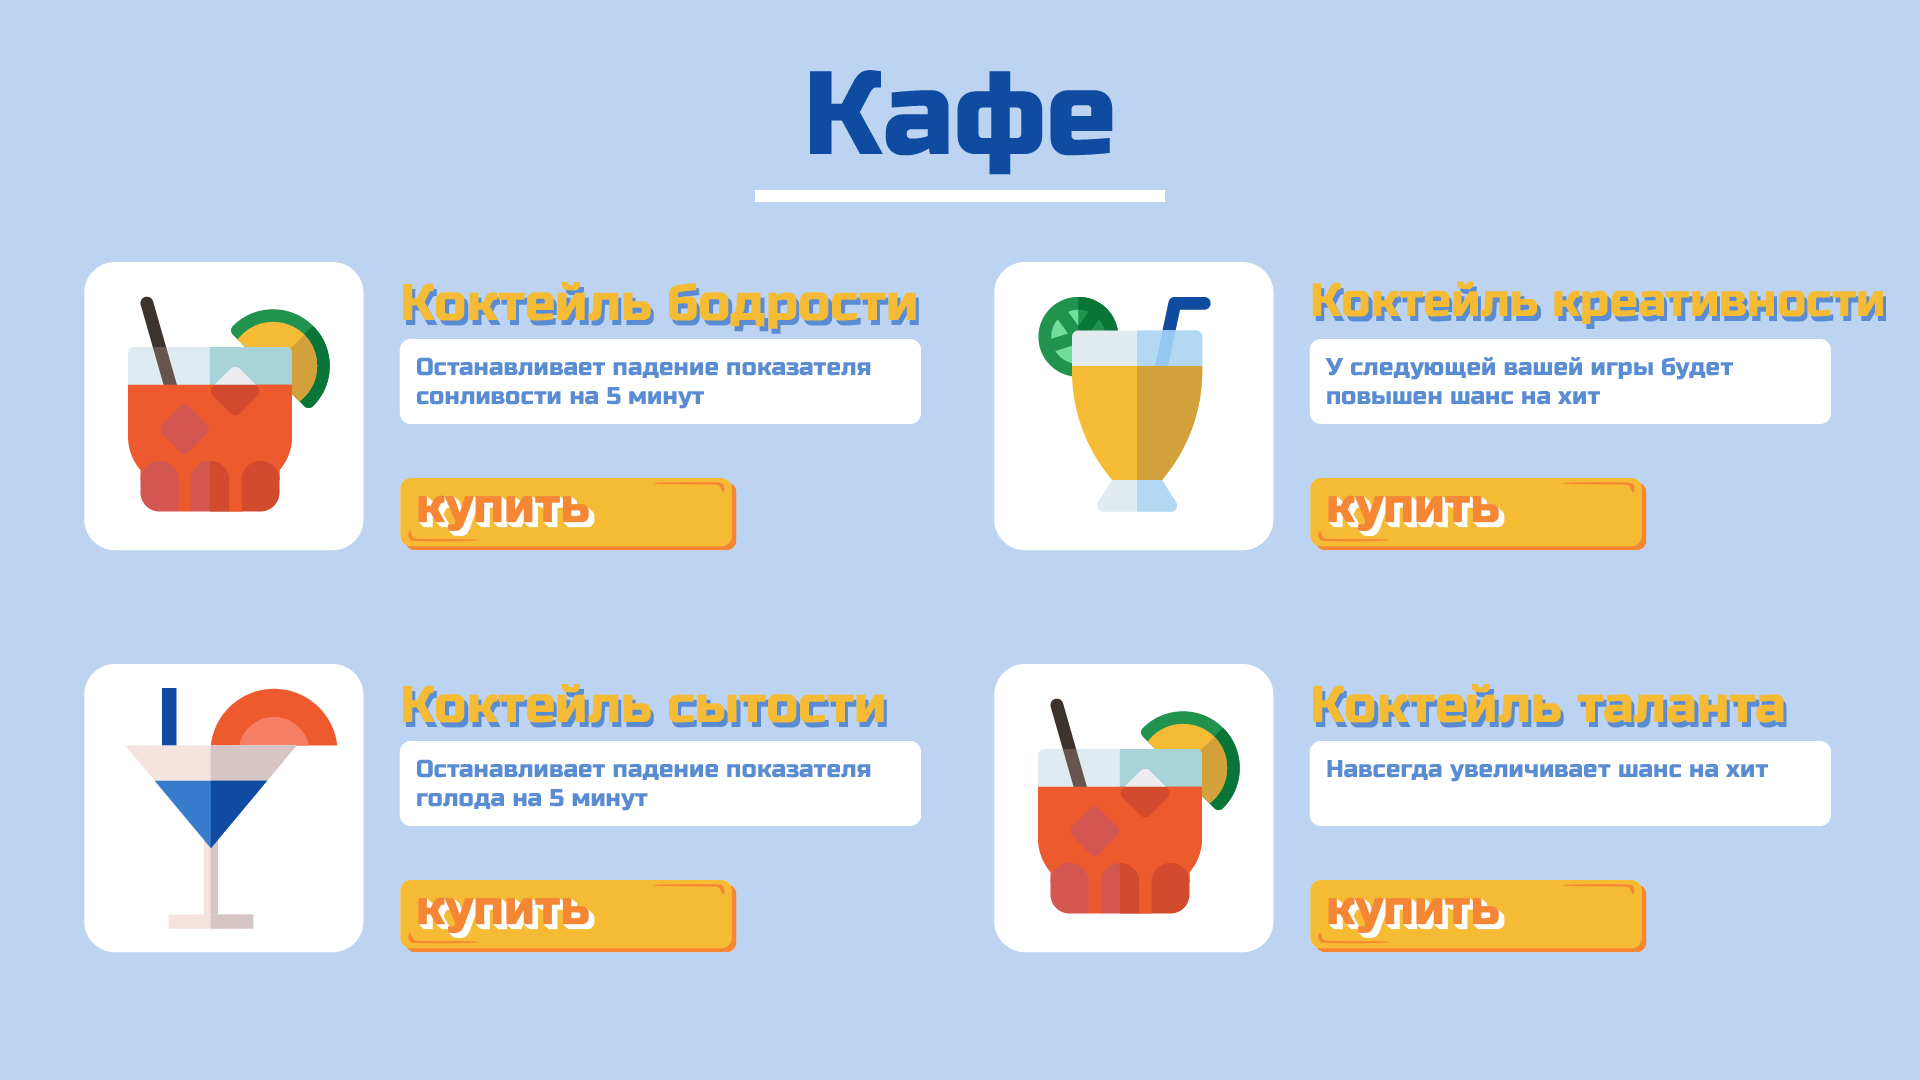 Кафе
Коктейль бодрости
Останавливает падение показателя
сонливости на 5 минут
купить
Коктейль креативности
У следующей вашей игры будет
повышен шанс на хит
купить
Коктейль сытости
Останавливает падение показателя
голода на 5 минут
купить
Коктейль таланта
Навсегда увеличивает шанс на хит
купить